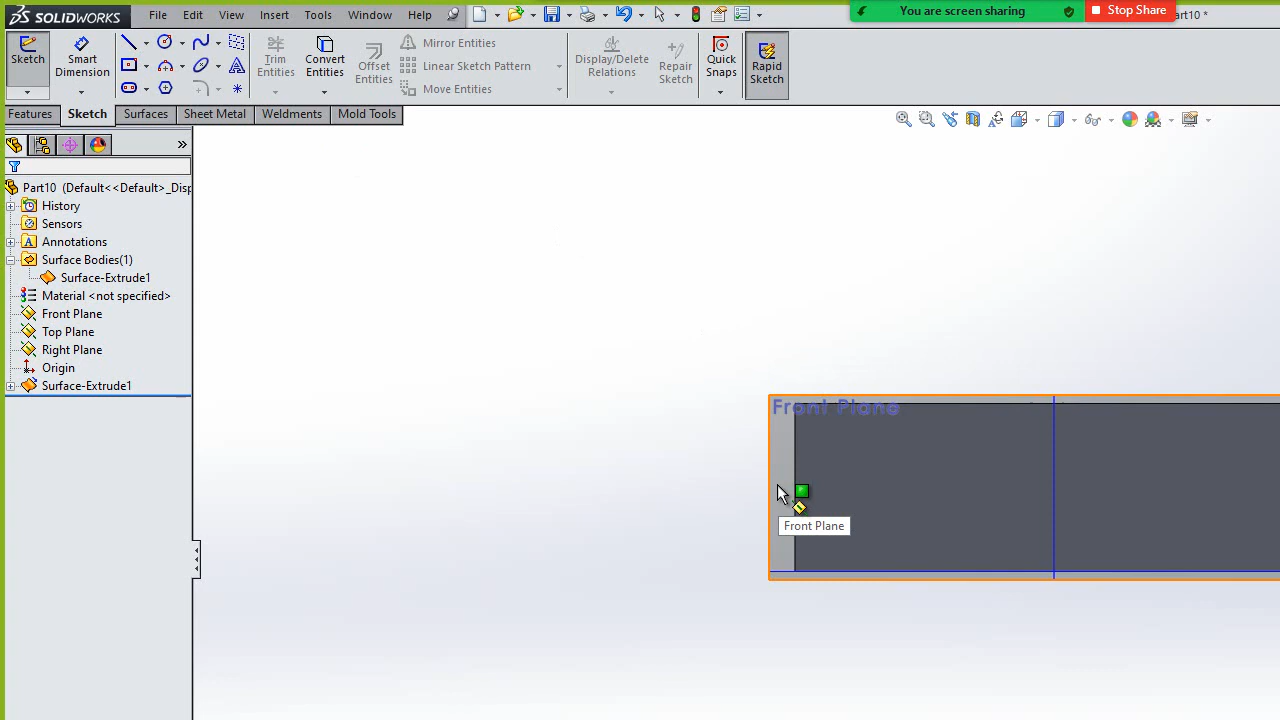 SOLIDWORKS File Edit View Insert Tools Window Help You are screen sharing Stop Share art10 *
Sketch Smart Dimension Trim Entities Convert Entities Offset Entities Mirror Entities Linear Sketch Pattern Move Entities Display/Delete Relations Repair Sketch Quick Snaps Rapid Sketch
Features Sketch Surfaces Sheet Metal Weldments Mold Tools
Part10 (Default<<Default>_Disp
History
Sensors
Annotations
Surface Bodies(1)
Surface-Extrude1
Material <not specified>
Front Plane
Top Plane
Right Plane
Origin
Surface-Extrude1
Front Plane
Front Plane